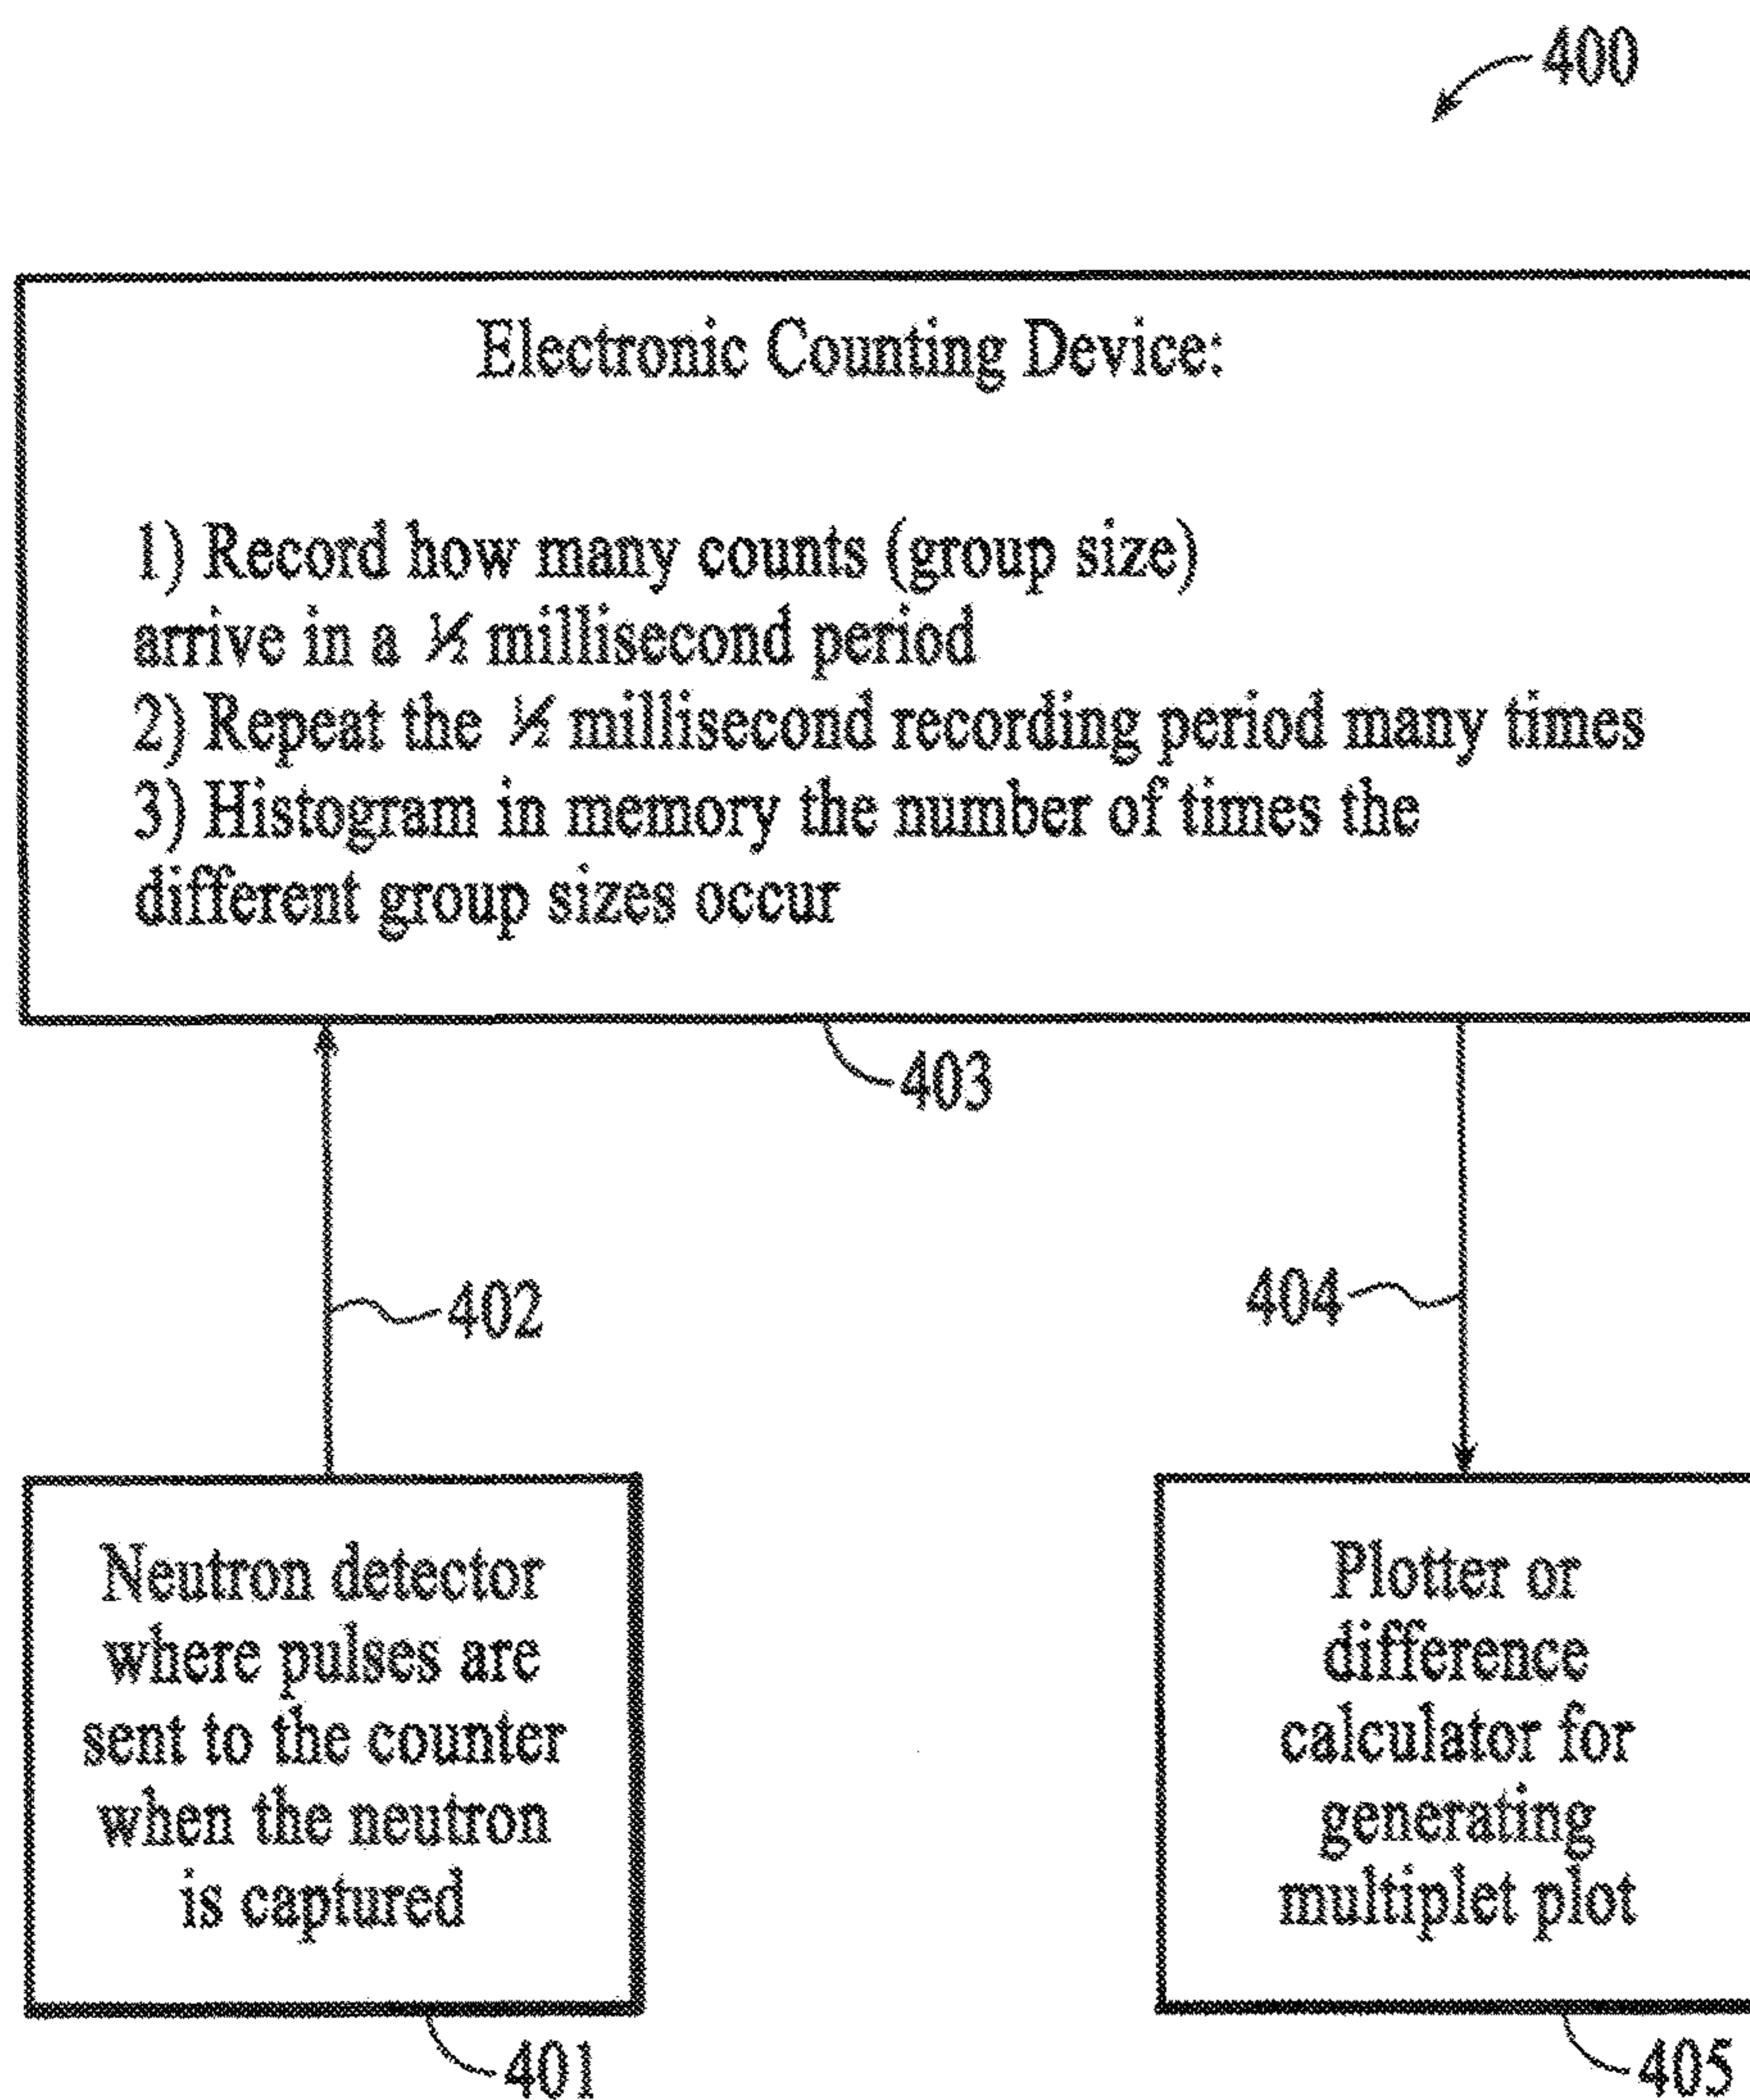 400
Electronic Counting Device:
1) Record how many counts (group size)
arrive in a ½ millisecond period
2) Repeat the ½ millisecond recording period many times
3) Histogram in memory the number of times the
different group sizes occur
403
402
404
Neutron detector
where pulses are
sent to the counter
when the neutron
is captured
401
Plotter or
difference
calculator for
generating
multiplet plot
405